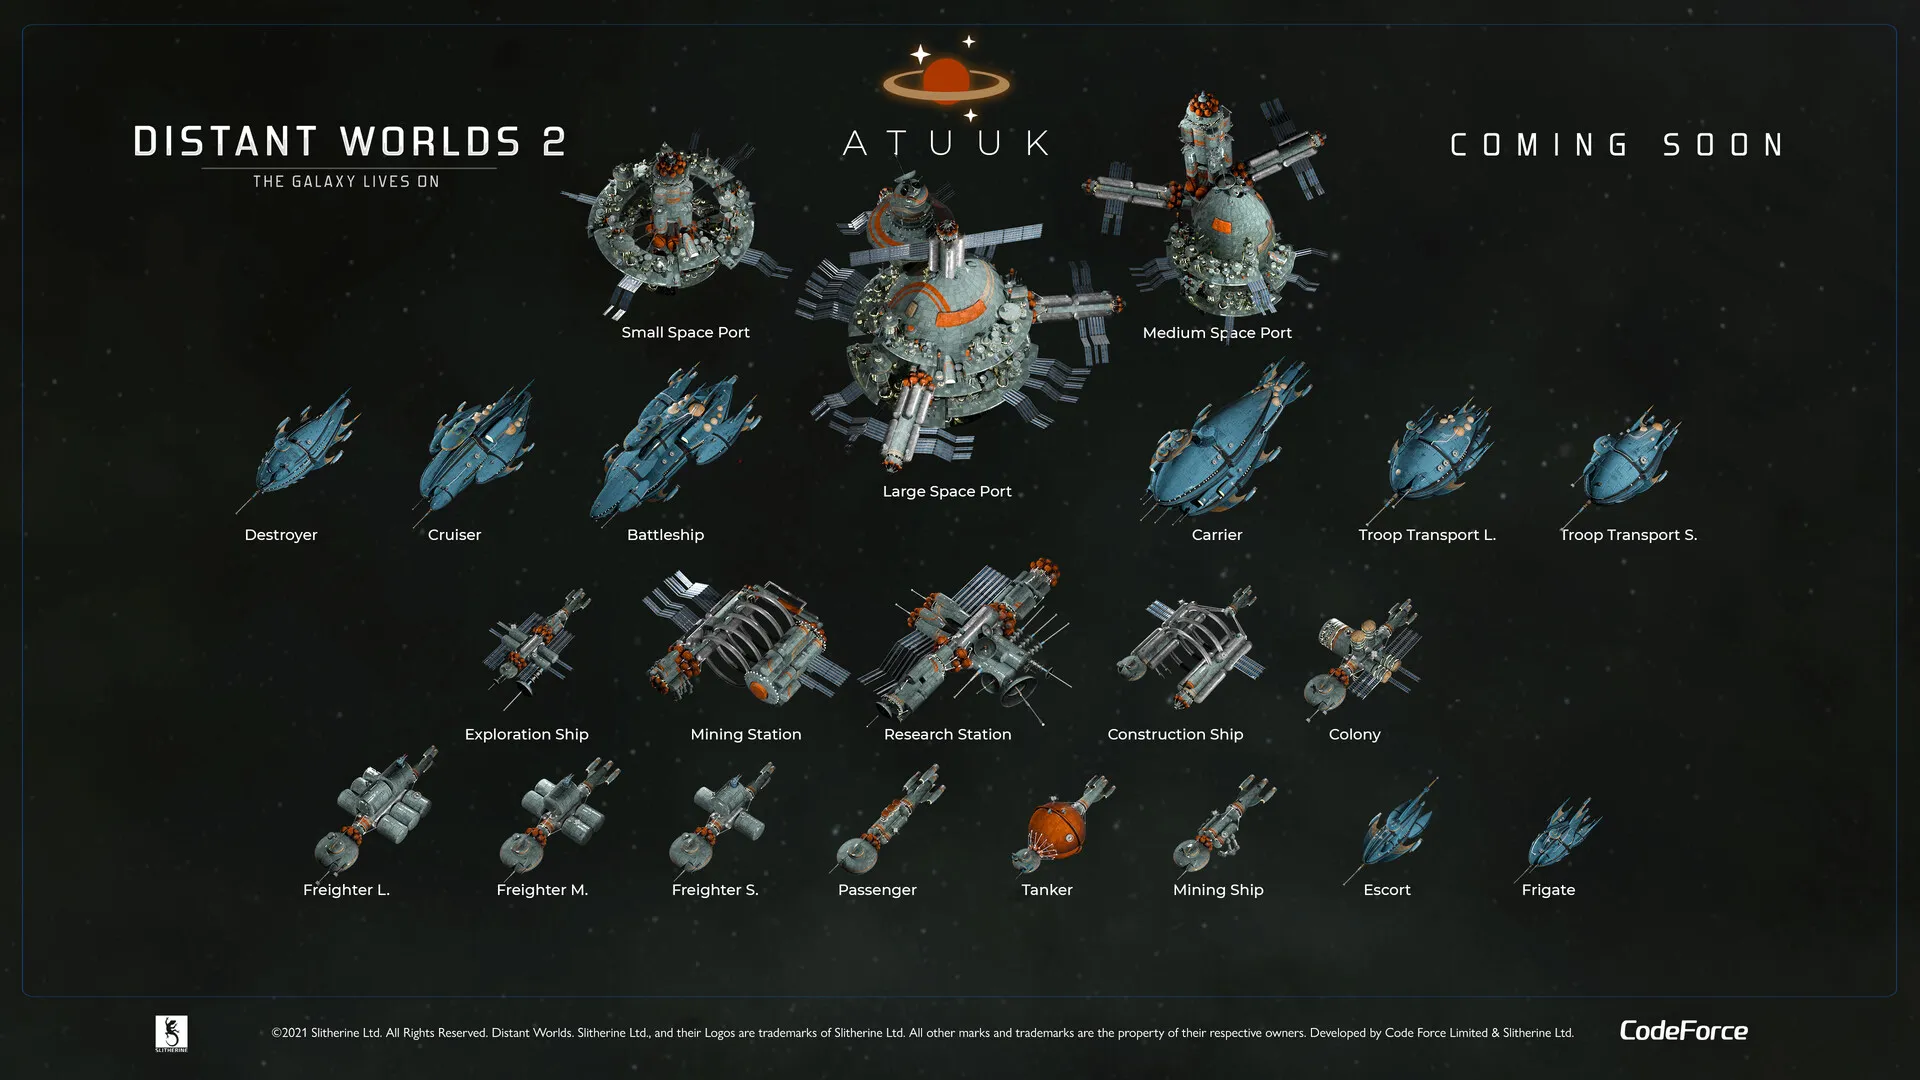 DISTANT WORLDS 2
THE GALAXY LIVES ON
ATUUK
COMING SOON
Small Space Port
Medium Space Port
Large Space Port
Destroyer
Cruiser
Battleship
Carrier
Troop Transport L.
Troop Transport S.
Exploration Ship
Mining Station
Research Station
Construction Ship
Colony
Freighter L.
Freighter M.
Freighter S.
Passenger
Tanker
Mining Ship
Escort
Frigate
SLITHERINE
©2021 Slitherine Ltd. All Rights Reserved. Distant Worlds. Slitherine Ltd., and their Logos are trademarks of Slitherine Ltd. All other marks and trademarks are the property of their respective owners. Developed by Code Force Limited & Slitherine Ltd.
CodeForce